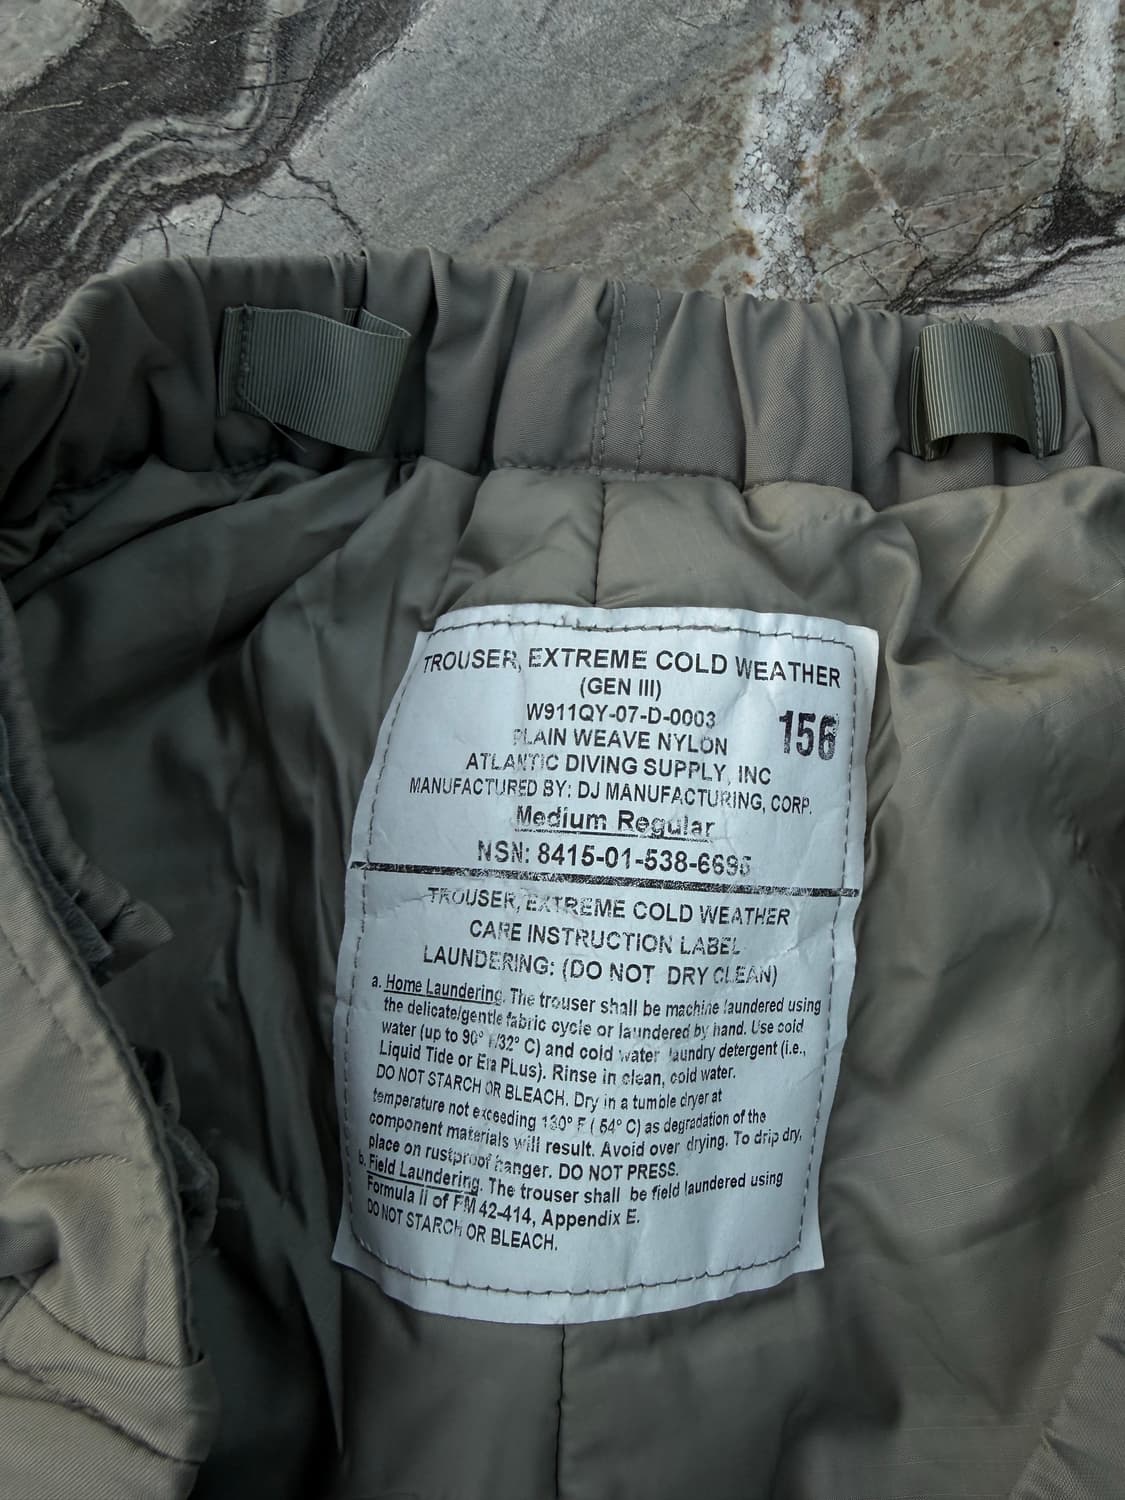 TROUSER, EXTREME COLD WEATHER
(GEN III)
W911QY-07-D-0003
156
PLAIN WEAVE NYLON
ATLANTIC DIVING SUPPLY, INC
MANUFACTURED BY: DJ MANUFACTURING, CORP.
Medium Regular
NSN: 8415-01-538-6695
TROUSER, EXTREME COLD WEATHER
CARE INSTRUCTION LABEL
LAUNDERING: (DO NOT DRY CLEAN)
a. Home Laundering. The trouser shall be machine laundered using
the delicate/gentle fabric cycle or laundered by hand. Use cold
water (up to 90° F/32° C) and cold water laundry detergent (i.e.,
Liquid Tide or Era PLus). Rinse in clean, cold water.
DO NOT STARCH OR BLEACH. Dry in a tumble dryer at
temperature not exceeding 130° F ( 54° C) as degradation of the
component materials will result. Avoid over drying. To drip dry,
place on rustproof hanger. DO NOT PRESS.
b. Field Laundering. The trouser shall be field laundered using
Formula II of FM 42-414, Appendix E.
DO NOT STARCH OR BLEACH.